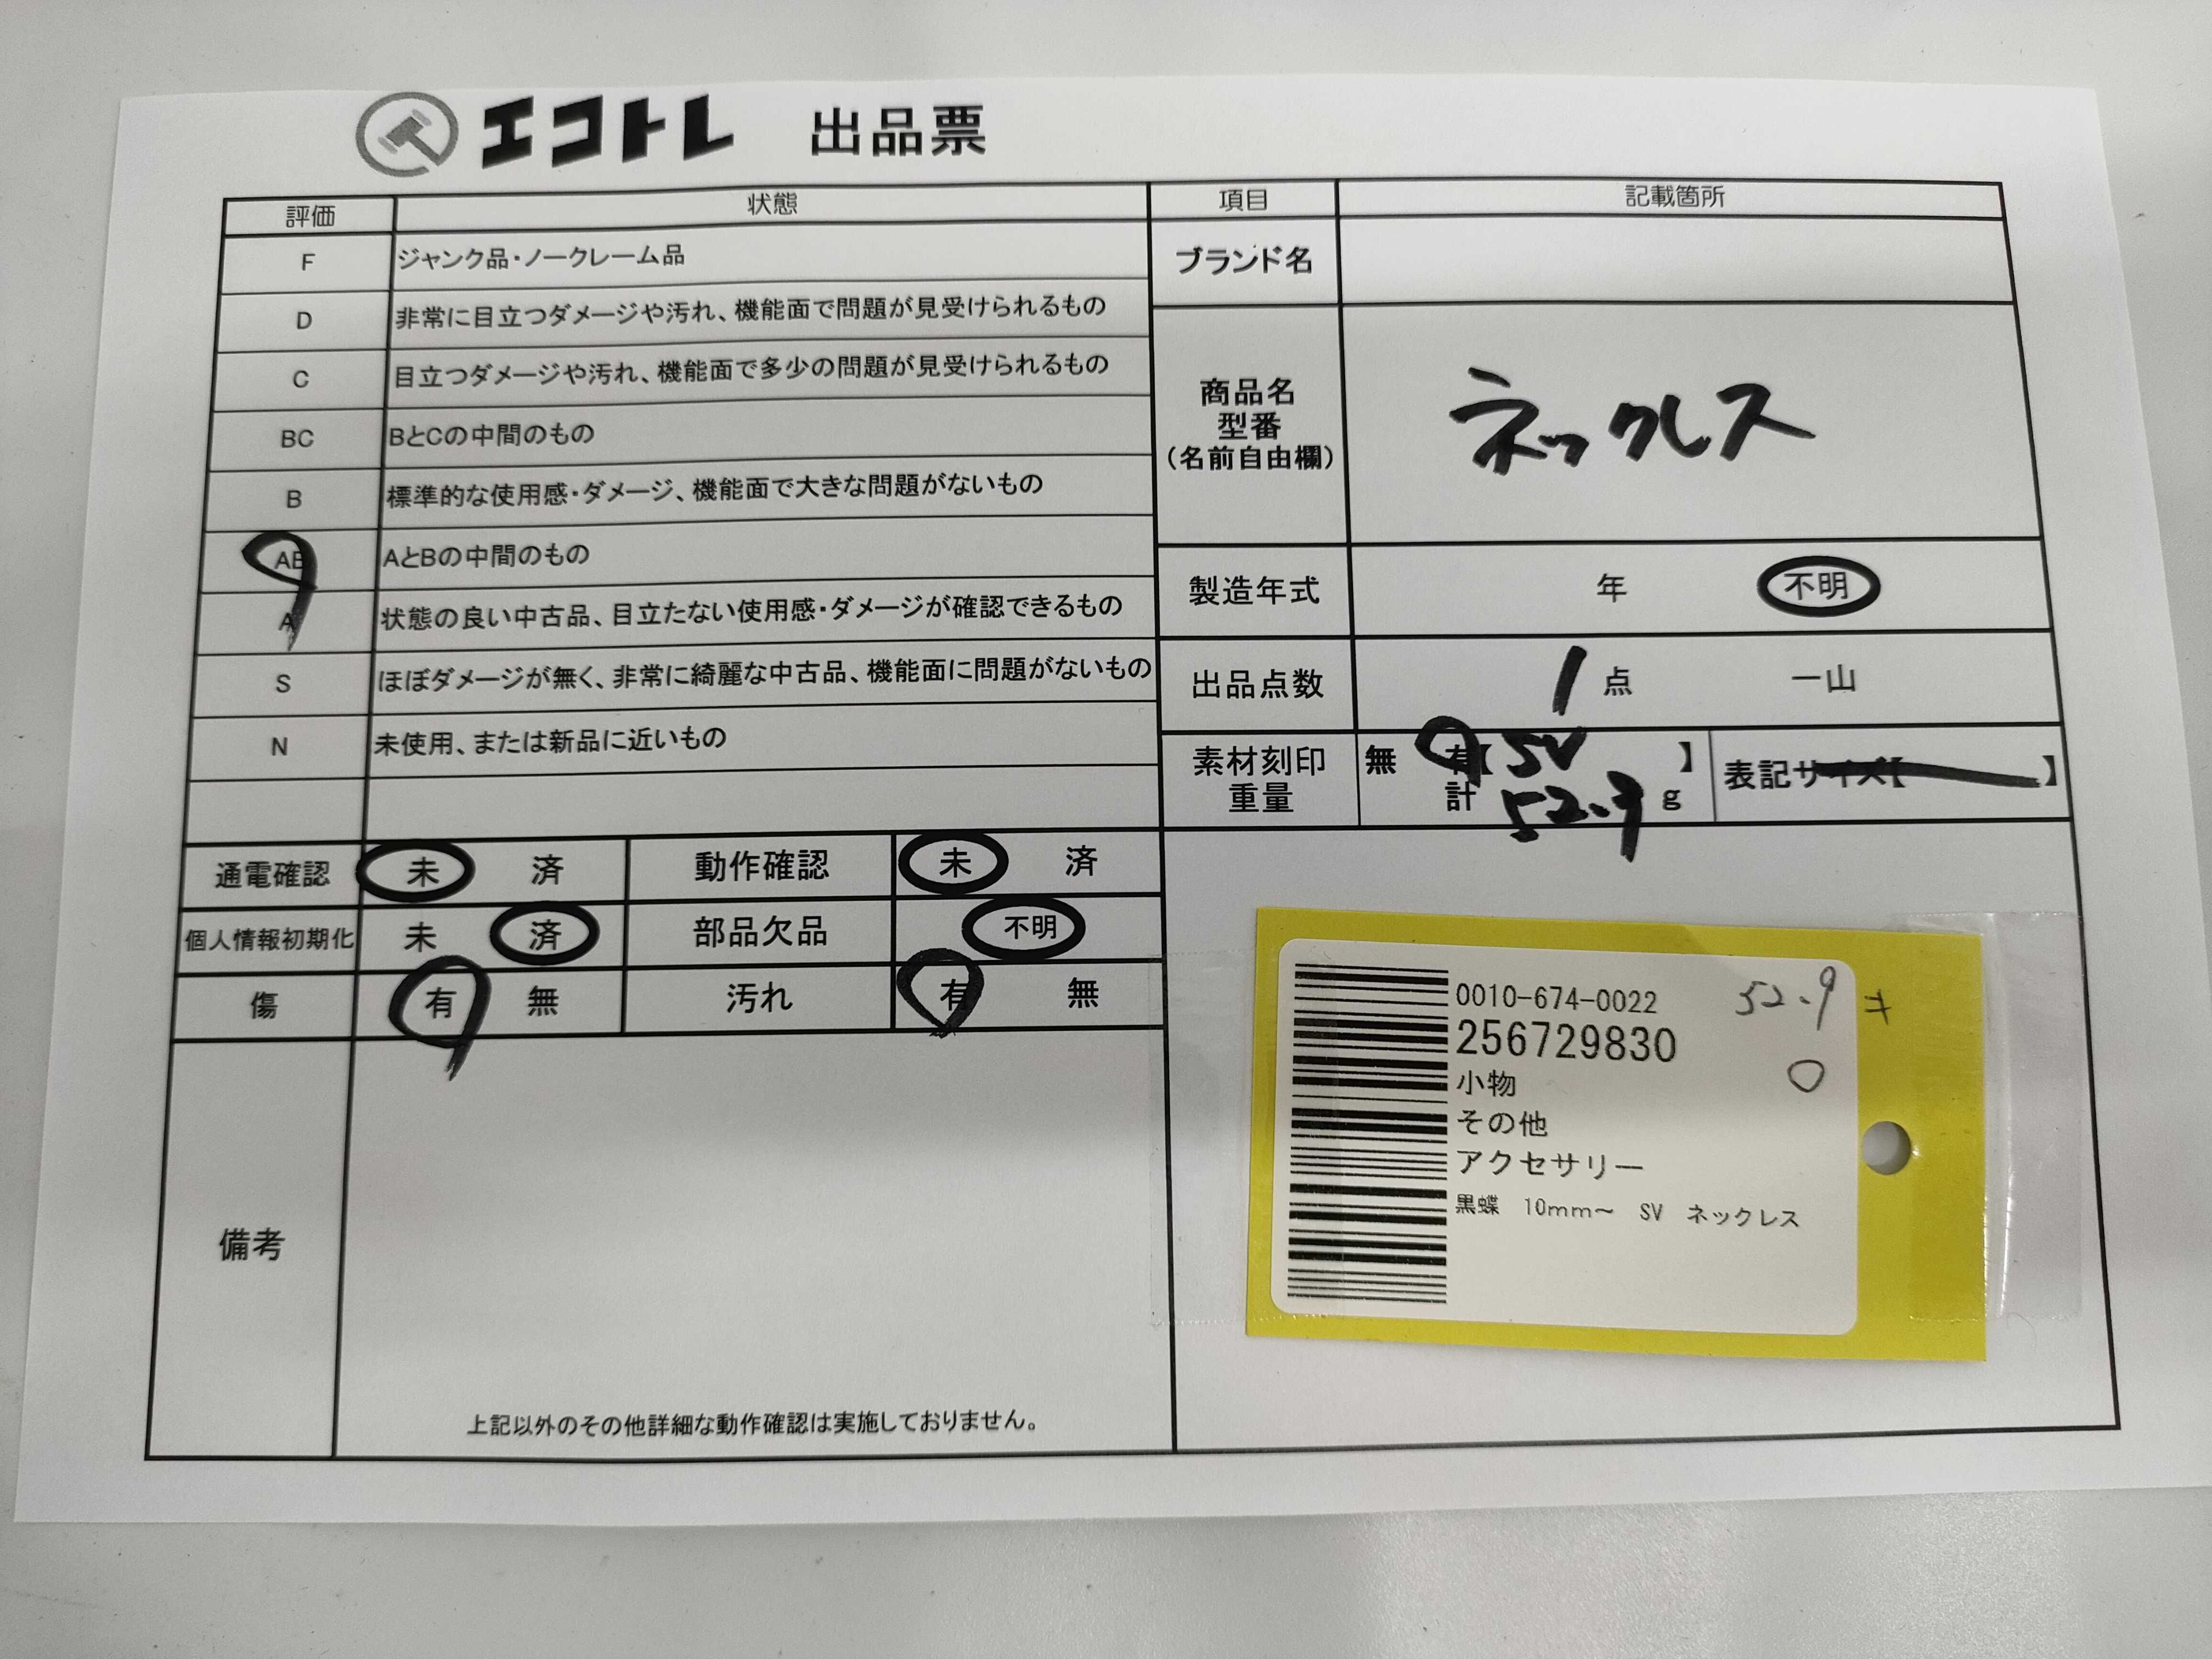 エコトレ 出品票
評価 状態 項目 記載箇所
F ジャンク品・ノークレーム品
D 非常に目立つダメージや汚れ、機能面で問題が見受けられるもの
C 目立つダメージや汚れ、機能面で多少の問題が見受けられるもの
BC BとCの中間のもの
B 標準的な使用感・ダメージ、機能面で大きな問題がないもの
AB AとBの中間のもの
A 状態の良い中古品、目立たない使用感・ダメージが確認できるもの
S ほぼダメージが無く、非常に綺麗な中古品、機能面に問題がないもの
N 未使用、または新品に近いもの
ブランド名
商品名
型番
(名前自由欄)
ネックレス
製造年式 年 不明
出品点数 1 点 一山
素材刻印
重量
無 有【 SV 】
計 52.9 g
表記サイズ【 】
通電確認 未 済 動作確認 未 済
個人情報初期化 未 済 部品欠品 不明
傷 有 無 汚れ 有 無
備考
上記以外のその他詳細な動作確認は実施しておりません。
0010-674-0022 52.9 キ
256729830
小物 ○
その他
アクセサリー
黒蝶 10mm～ SV ネックレス